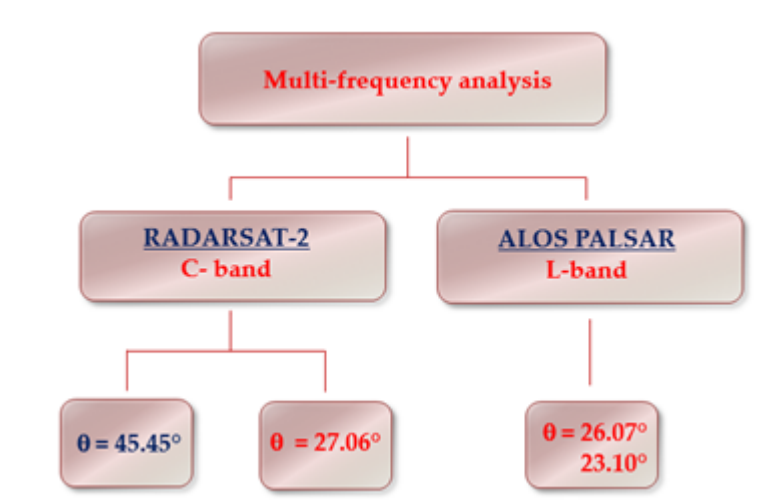 Multi-frequency analysis
RADARSAT-2
C- band
ALOS PALSAR
L-band
θ = 45.45°
θ = 27.06°
θ = 26.07°
23.10°